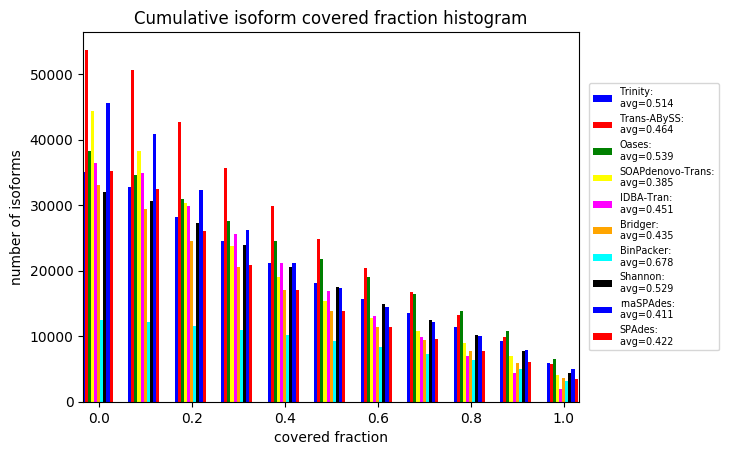 Cumulative isoform covered fraction histogram
number of isoforms
50000
40000
30000
20000
10000
0
0.0
0.2
0.4
0.6
0.8
1.0
covered fraction
Trinity:
avg=0.514
Trans-ABySS:
avg=0.464
Oases:
avg=0.539
SOAPdenovo-Trans:
avg=0.385
IDBA-Tran:
avg=0.451
Bridger:
avg=0.435
BinPacker:
avg=0.678
Shannon:
avg=0.529
rnaSPAdes:
avg=0.411
SPAdes:
avg=0.422